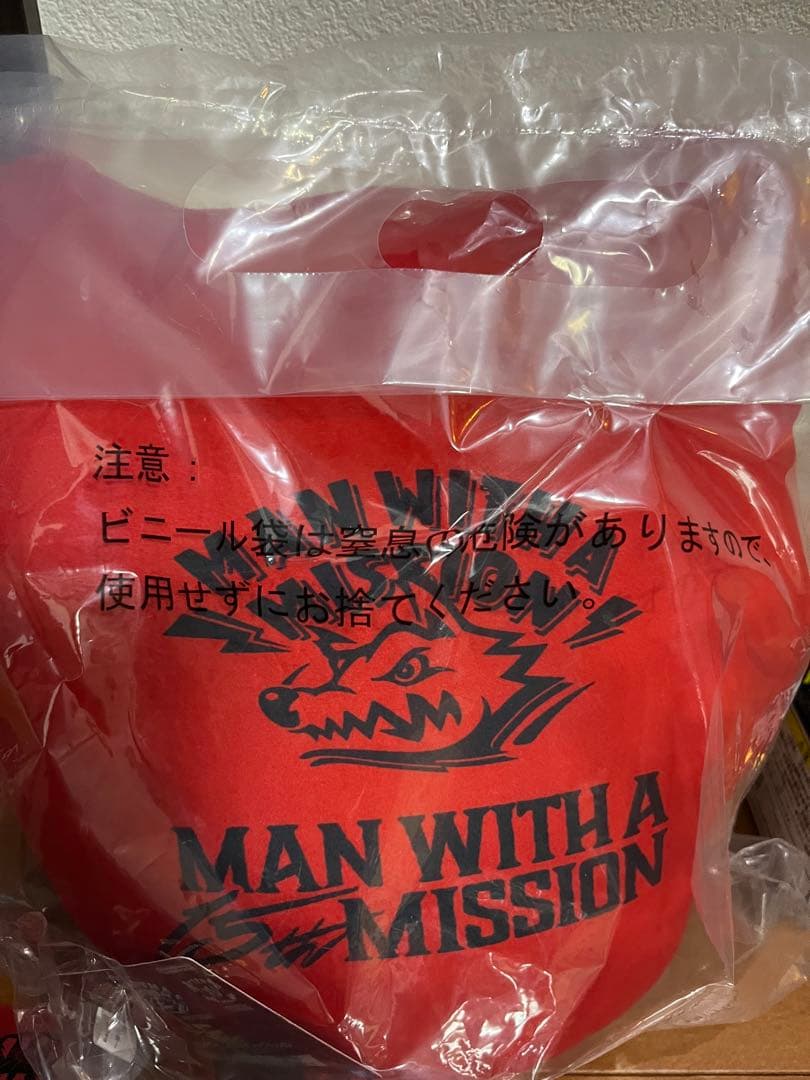 注意：
ビニール袋は窒息の危険がありますので、
使用せずにお捨てください。
MAN WITH A
MISSION
MAN WITH A
MISSION